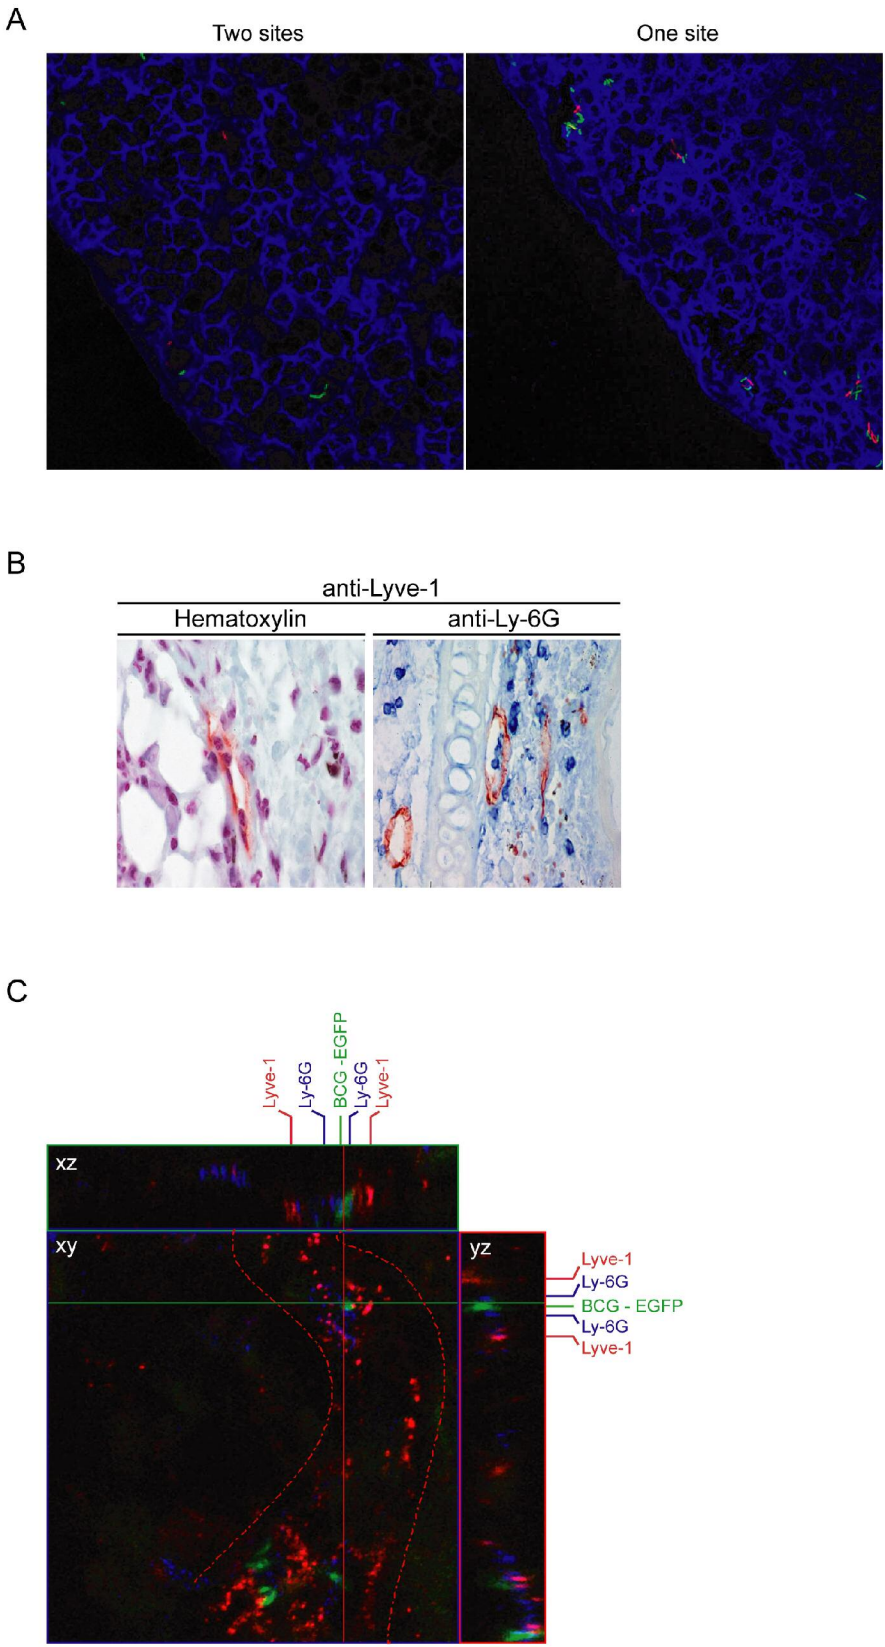 A
Two sites
One site
B
anti-Lyve-1
Hematoxylin
anti-Ly-6G
C
Lyve-1
Ly-6G
BCG -EGFP
Ly-6G
Lyve-1
xz
xy
yz
Lyve-1
Ly-6G
BCG - EGFP
Ly-6G
Lyve-1